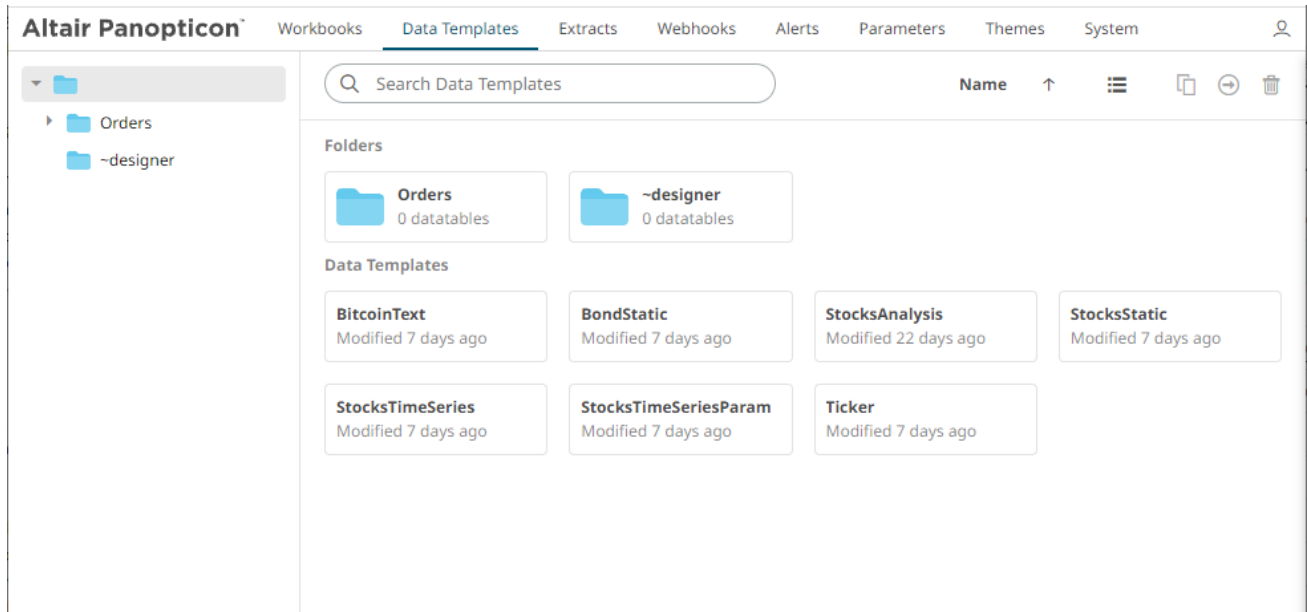 Altair Panopticon™ Workbooks Data Templates Extracts Webhooks Alerts Parameters Themes System
Search Data Templates Name
Orders
~designer
Folders
Orders ~designer
0 datatables 0 datatables
Data Templates
BitcoinText BondStatic StocksAnalysis StocksStatic
Modified 7 days ago Modified 7 days ago Modified 22 days ago Modified 7 days ago
StocksTimeSeries StocksTimeSeriesParam Ticker
Modified 7 days ago Modified 7 days ago Modified 7 days ago